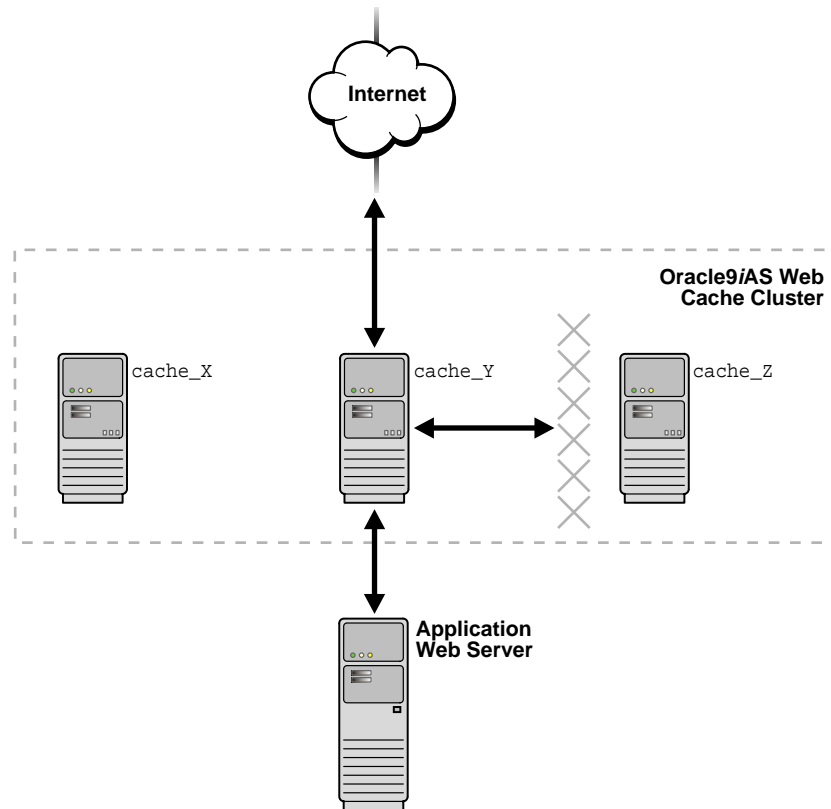 Internet
Oracle9iAS Web
Cache Cluster
cache_X
cache_Y
cache_Z
Application
Web Server